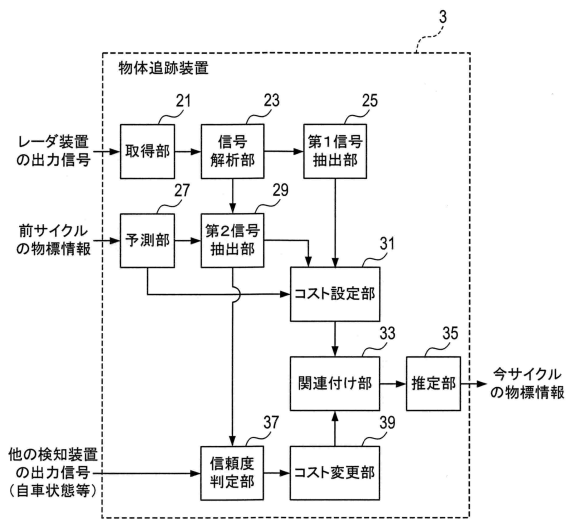 3
物体追跡装置
21
23
25
レーダ装置
の出力信号
取得部
信号
解析部
第1信号
抽出部
27
29
前サイクル
の物標情報
予測部
第2信号
抽出部
31
コスト設定部
33
35
関連付け部
推定部
今サイクル
の物標情報
37
39
他の検知装置
の出力信号
(自車状態等)
信頼度
判定部
コスト変更部